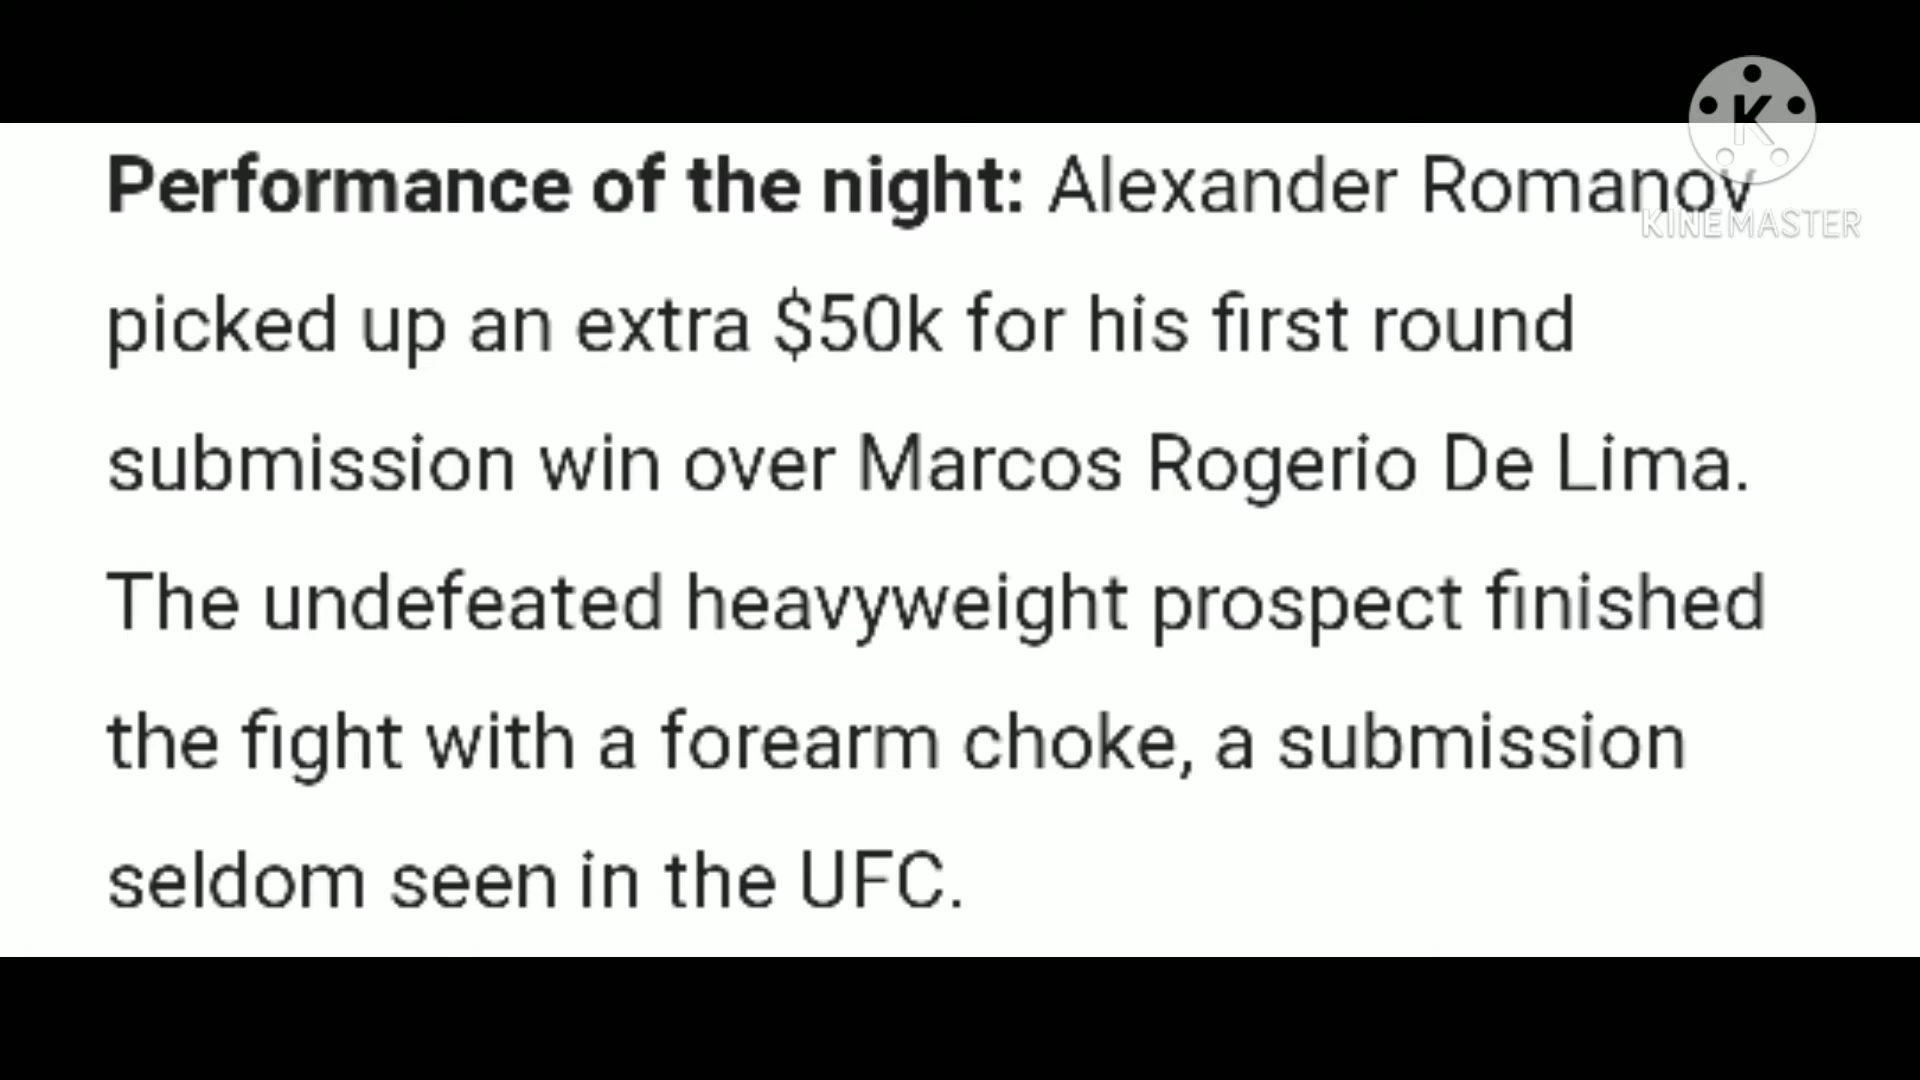 K
Performance of the night: Alexander Romanov
KINEMASTER
picked up an extra $50k for his first round
submission win over Marcos Rogerio De Lima.
The undefeated heavyweight prospect finished
the fight with a forearm choke, a submission
seldom seen in the UFC.